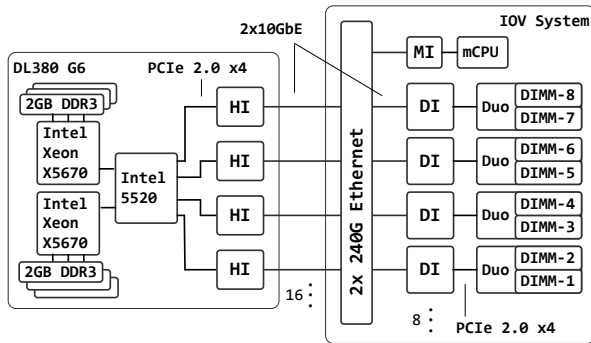 IOV System
2x10GbE
DL380 G6
PCIe 2.0 x4
MI
mCPU
2GB DDR3
Intel
Xeon
X5670
Intel
Xeon
X5670
2GB DDR3
Intel
5520
HI
HI
HI
HI
16
2x 240G Ethernet
DI
Duo
DIMM-8
DIMM-7
DI
Duo
DIMM-6
DIMM-5
DI
Duo
DIMM-4
DIMM-3
DI
Duo
DIMM-2
DIMM-1
8
PCIe 2.0 x4